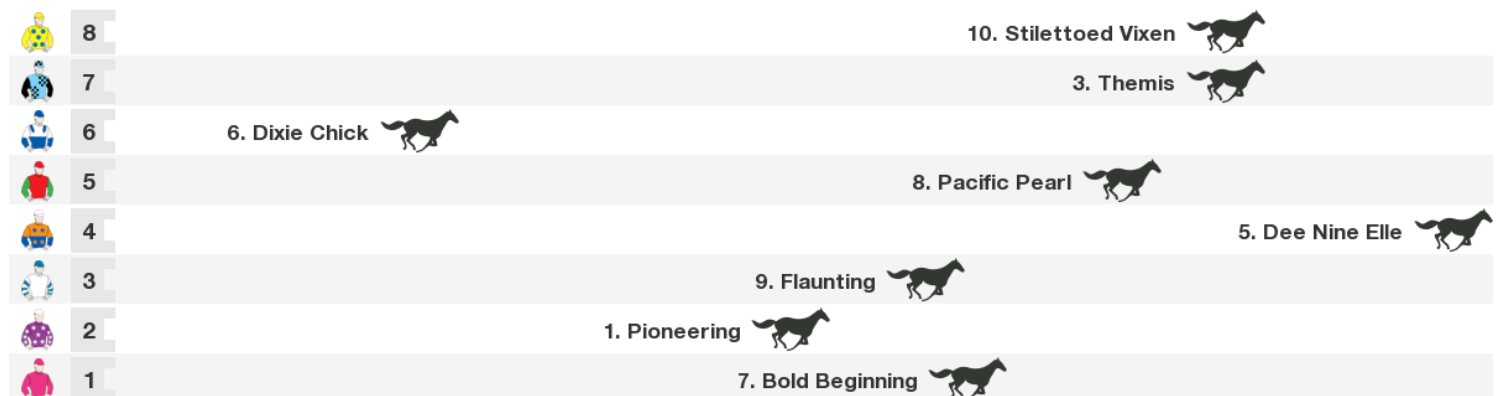 8 10. Stilettoed Vixen
7 3. Themis
6 6. Dixie Chick
5 8. Pacific Pearl
4 5. Dee Nine Elle
3 9. Flaunting
2 1. Pioneering
1 7. Bold Beginning